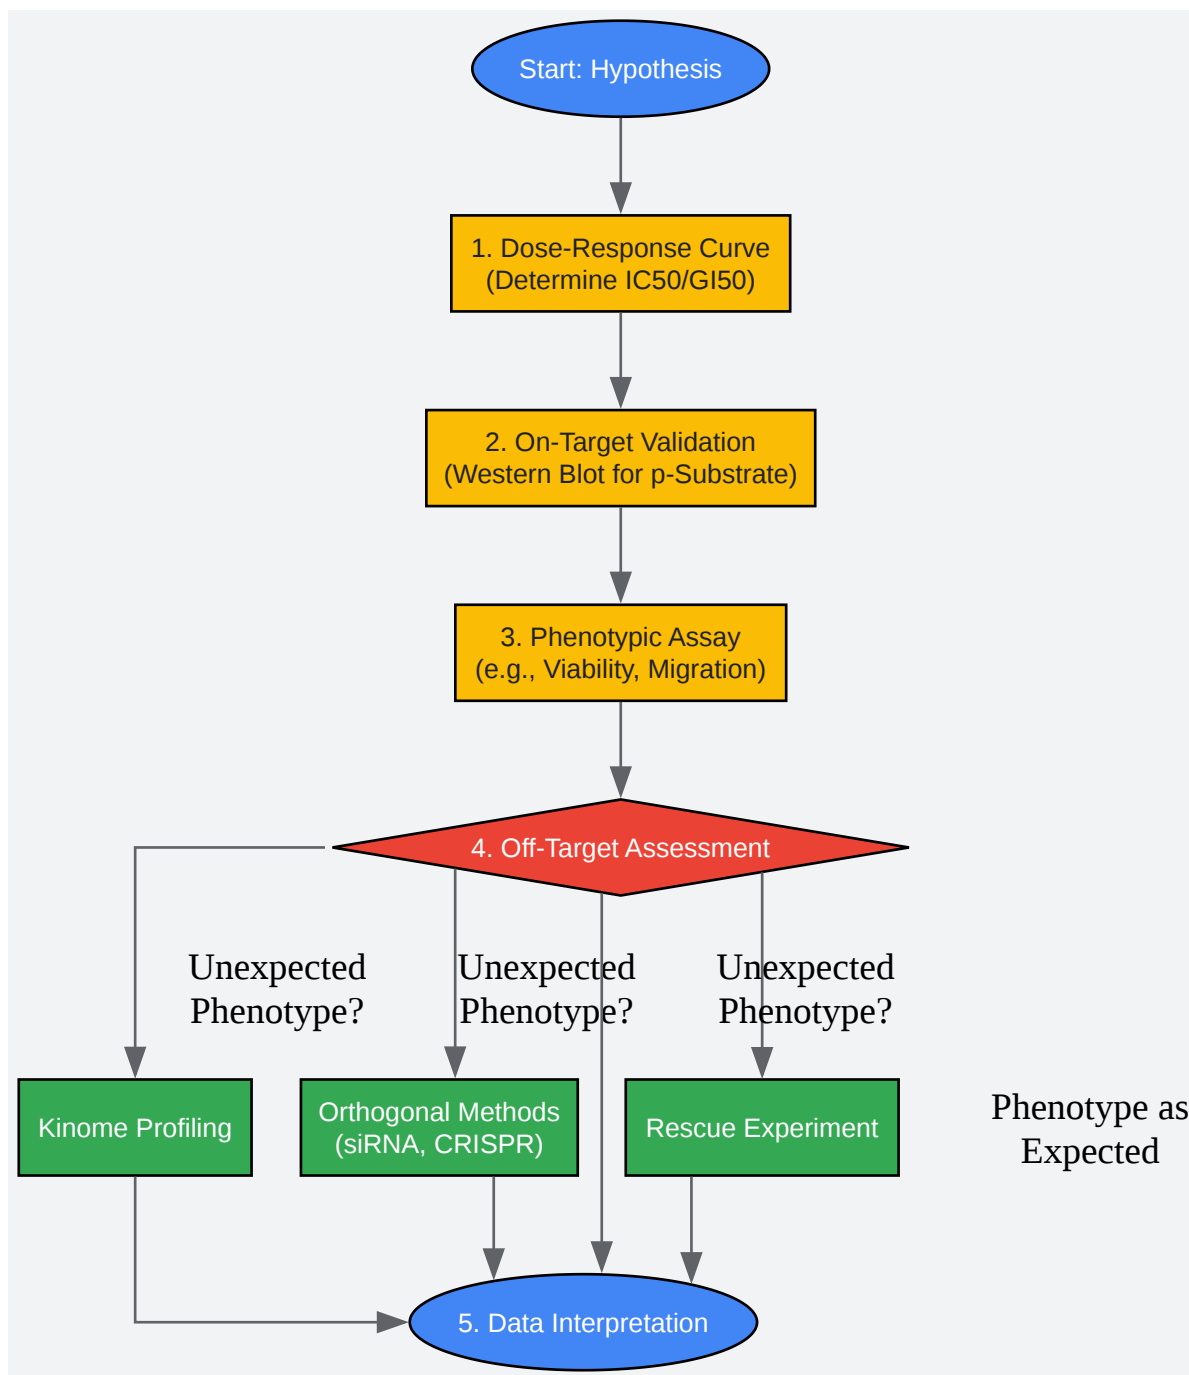 Start: Hypothesis
1. Dose-Response Curve
(Determine IC50/GI50)
2. On-Target Validation
(Western Blot for p-Substrate)
3. Phenotypic Assay
(e.g., Viability, Migration)
4. Off-Target Assessment
Unexpected
Phenotype?
Unexpected
Phenotype?
Unexpected
Phenotype?
Kinome Profiling
Orthogonal Methods
(siRNA, CRISPR)
Rescue Experiment
Phenotype as
Expected
5. Data Interpretation